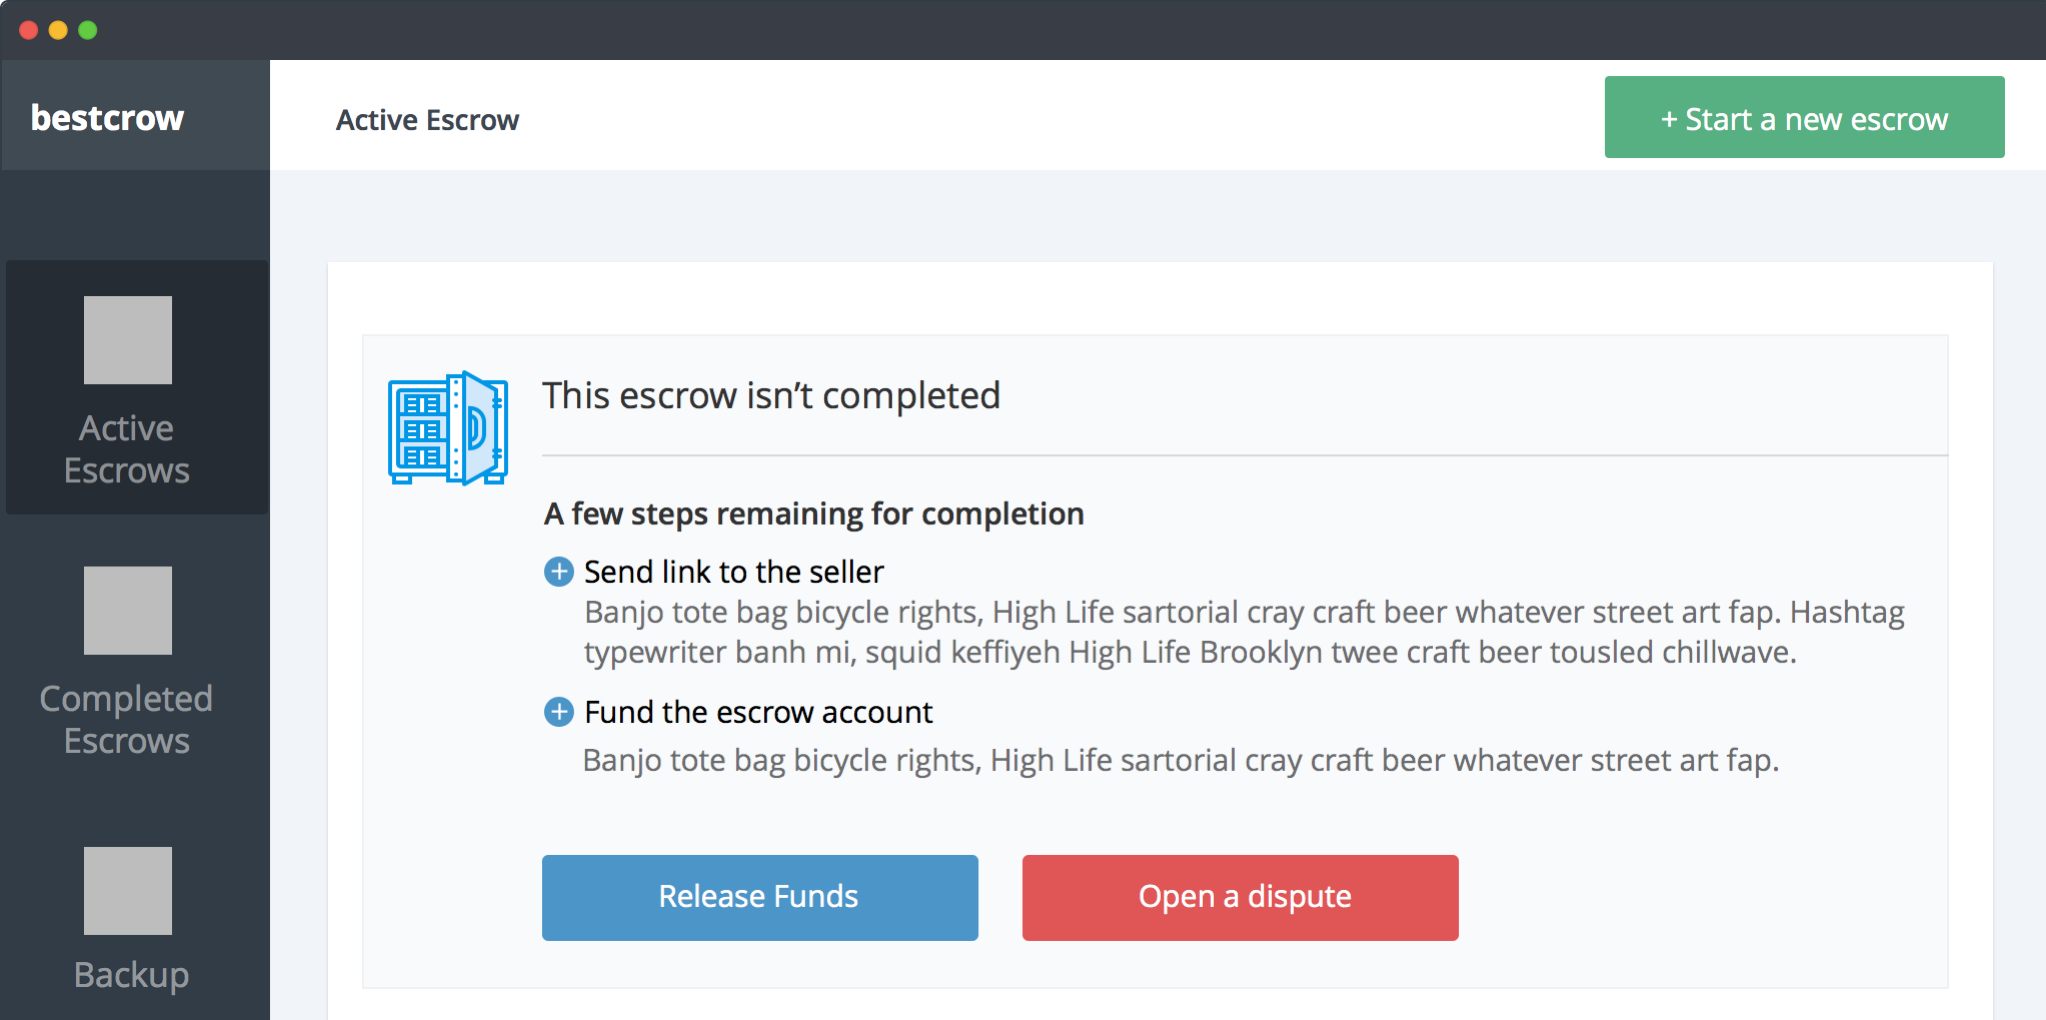 bestcrow
Active Escrow
+ Start a new escrow
Active
Escrows
Completed
Escrows
Backup
This escrow isn’t completed
A few steps remaining for completion
Send link to the seller
Banjo tote bag bicycle rights, High Life sartorial cray craft beer whatever street art fap. Hashtag
typewriter banh mi, squid keffiyeh High Life Brooklyn twee craft beer tousled chillwave.
Fund the escrow account
Banjo tote bag bicycle rights, High Life sartorial cray craft beer whatever street art fap.
Release Funds
Open a dispute